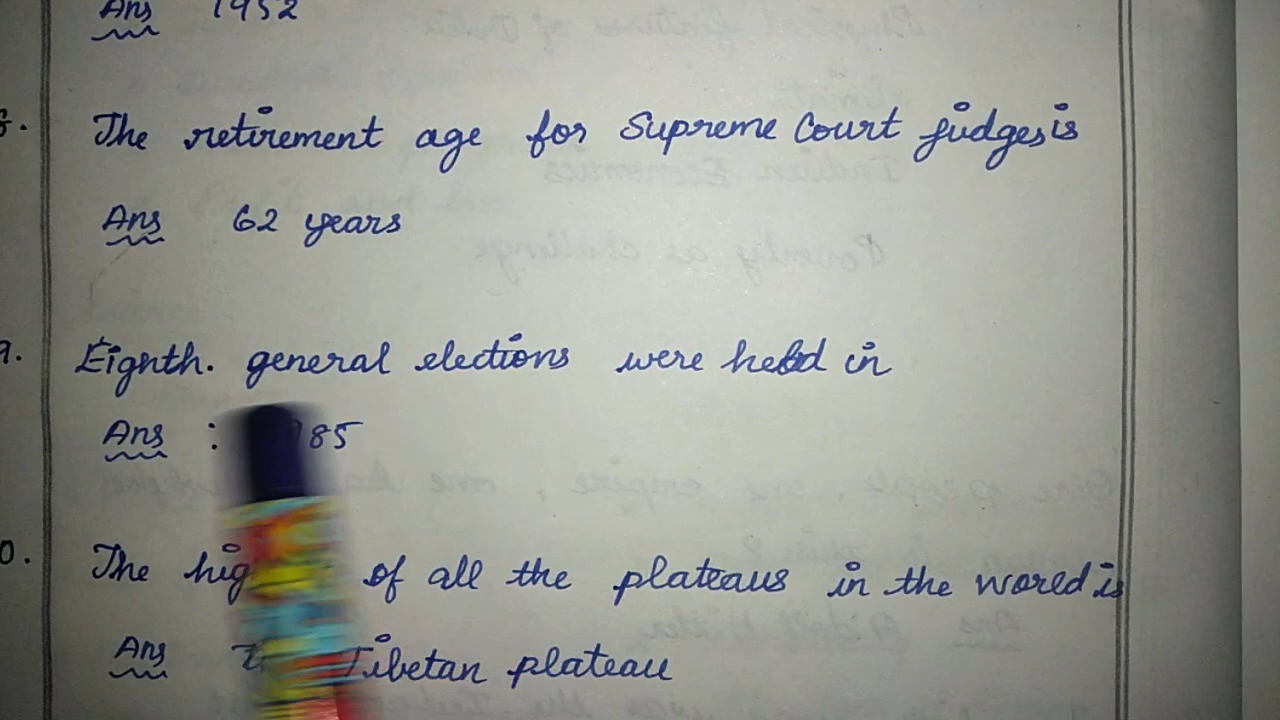 Ans 1952
8. The retirement age for Supreme Court judges is
Ans 62 years
9. Eighth. general elections were held in
Ans : 85
0. The hig of all the plateaus in the world is
Ans Tibetan plateau